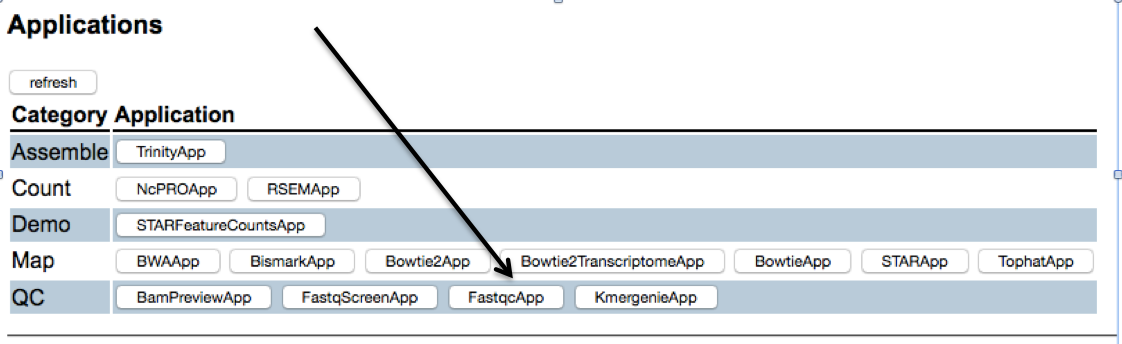 Applications
refresh
Category Application
Assemble TrinityApp
Count NcPROApp RSEMApp
Demo STARFeatureCountsApp
Map BWAApp BismarkApp Bowtie2App Bowtie2TranscriptomeApp BowtieApp STARApp TophatApp
QC BamPreviewApp FastqScreenApp FastqcApp KmergenieApp